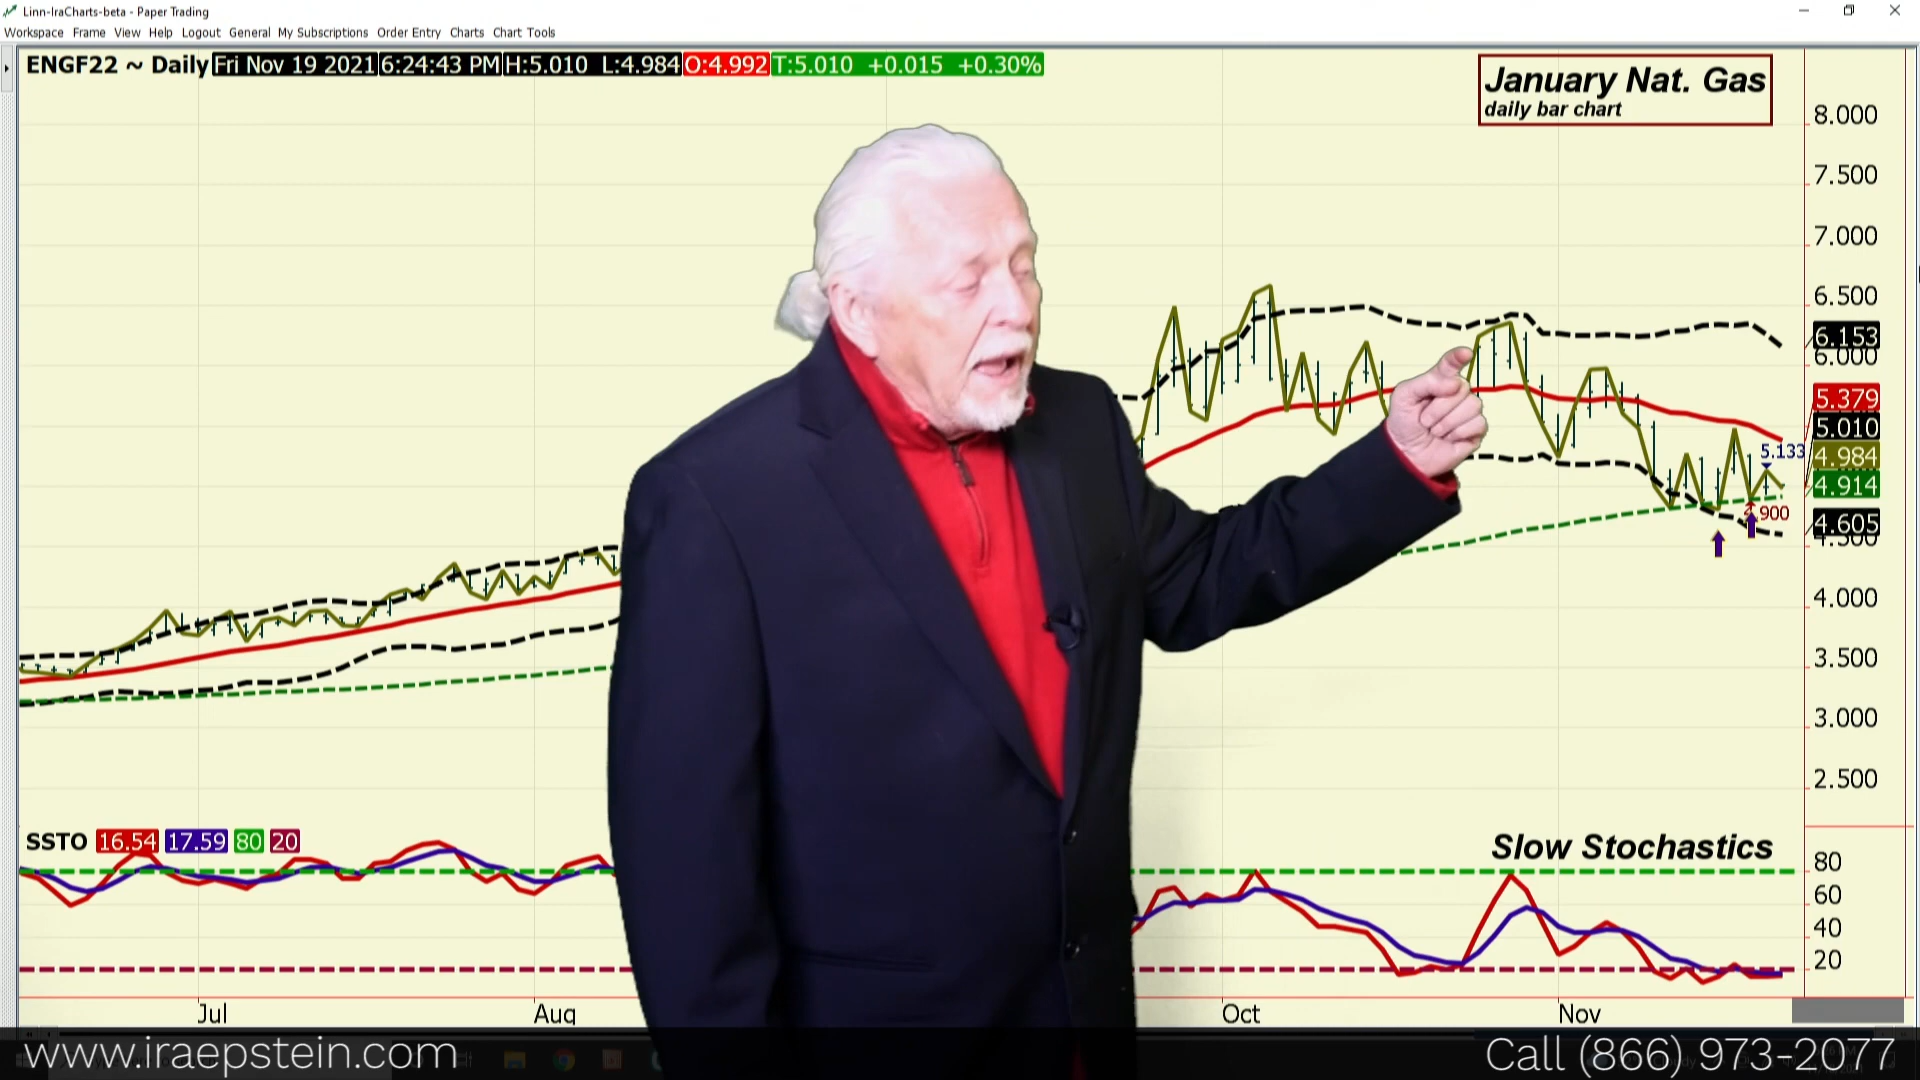 Linn-IraCharts-beta - Paper Trading
Workspace Frame View Help Logout General My Subscriptions Order Entry Charts Chart Tools
ENGF22 ~ Daily Fri Nov 19 2021 6:24:43 PM H:5.010 L:4.984 O:4.992 T:5.010 +0.015 +0.30%
January Nat. Gas
daily bar chart
8.000
7.500
7.000
6.500
6.153
6.000
5.379
5.010
5.133
4.984
4.914
4.900
4.605
4.500
4.000
3.500
3.000
2.500
SSTO 16.54 17.59 80 20
Slow Stochastics
80
60
40
20
Jul Aug Oct Nov
www.iraepstein.com Call (866) 973-2077